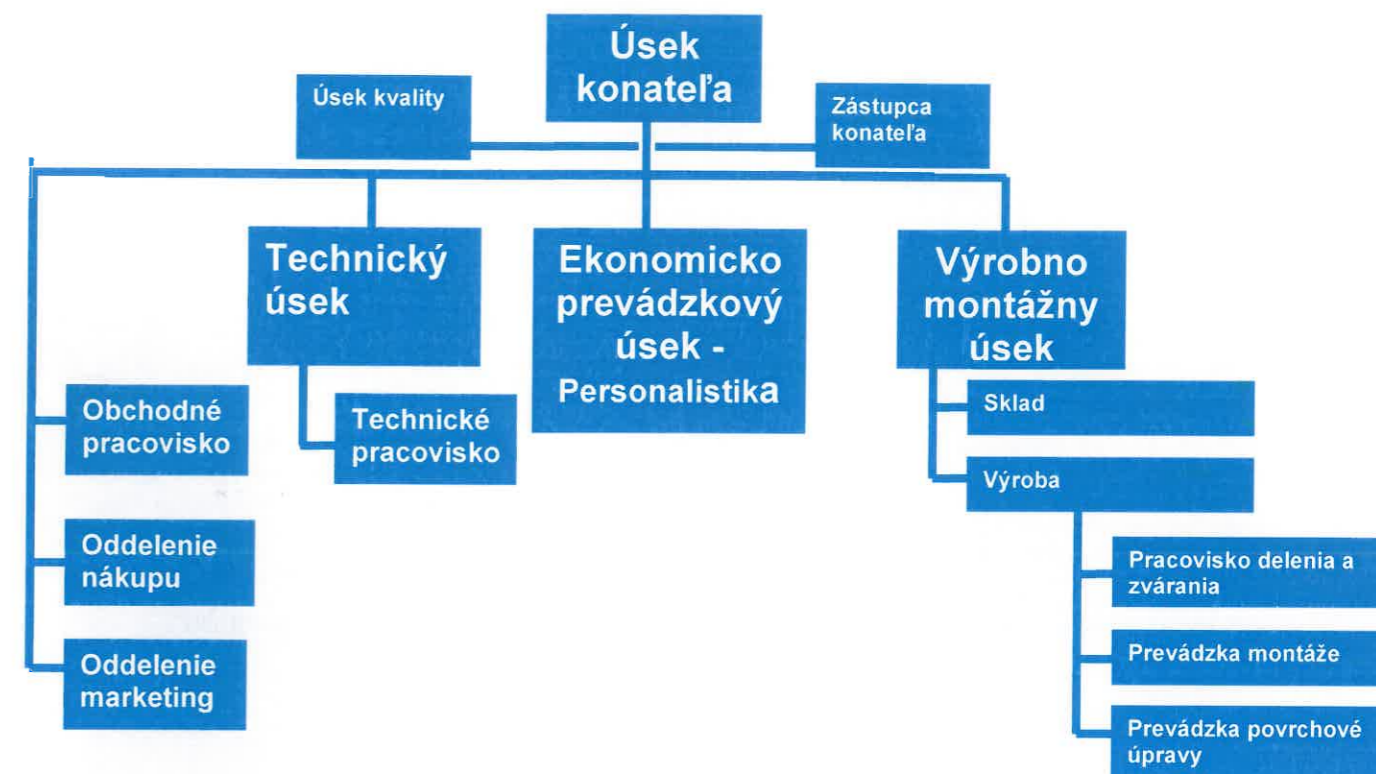 Úsek
konateľa
Úsek kvality
Zástupca
konateľa
Technický
úsek
Ekonomicko
prevádzkový
úsek -
Personalistika
Výrobno
montážny
úsek
Obchodné
pracovisko
Technické
pracovisko
Sklad
Výroba
Oddelenie
nákupu
Pracovisko delenia a
zvárania
Oddelenie
marketing
Prevádzka montáže
Prevádzka povrchové
úpravy